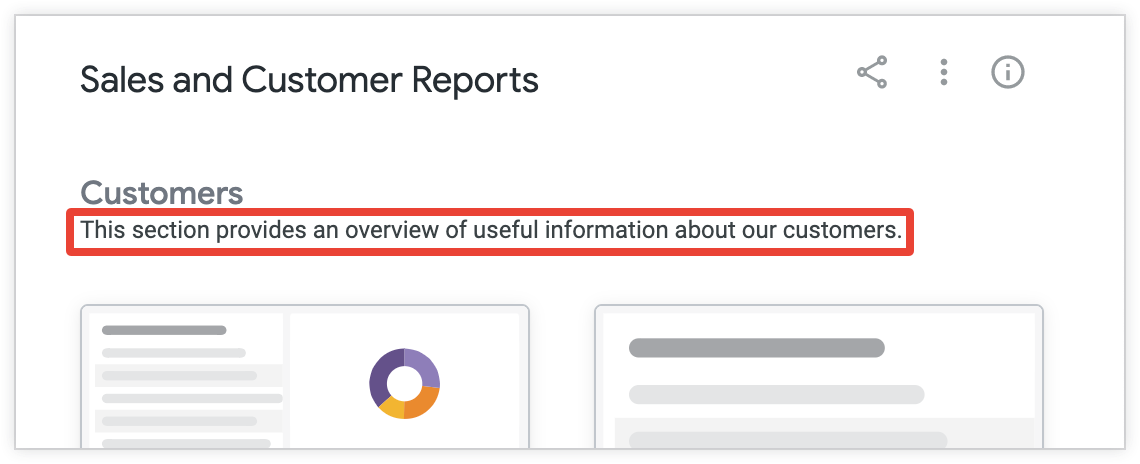 Sales and Customer Reports
Customers
This section provides an overview of useful information about our customers.